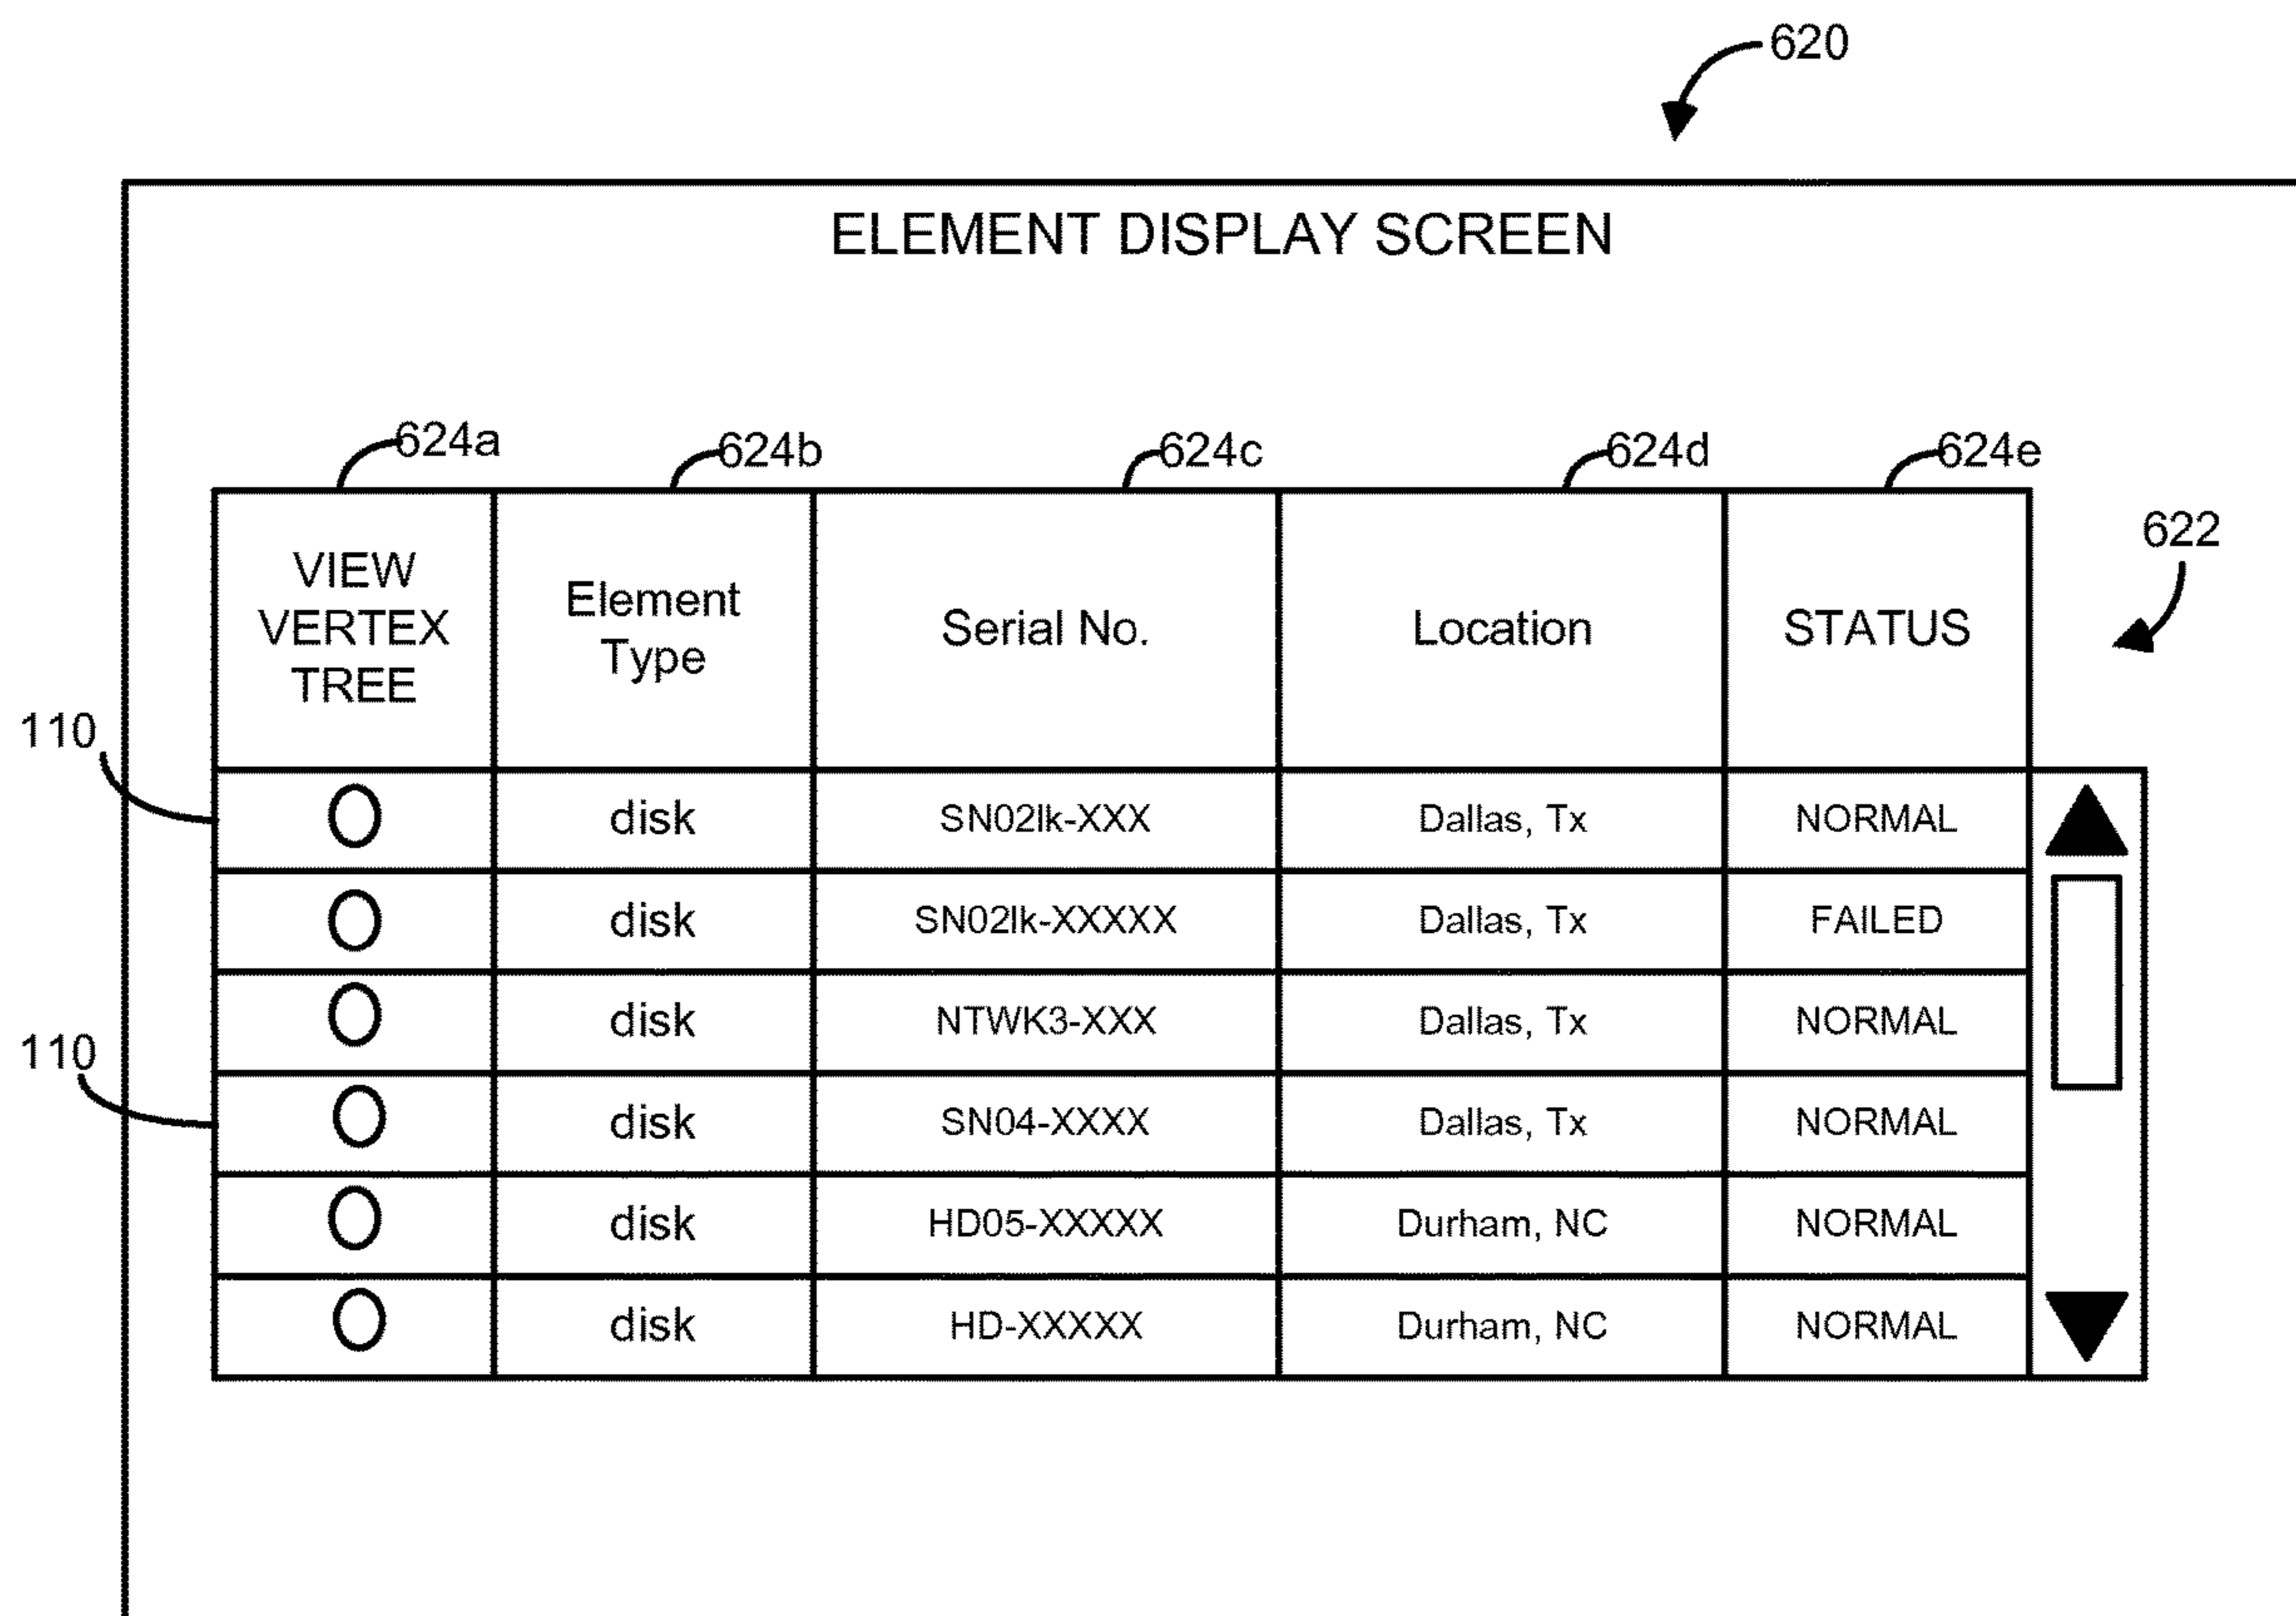 620
ELEMENT DISPLAY SCREEN
624a
624b
624c
624d
624e
622
VIEW
VERTEX
TREE
Element
Type
Serial No.
Location
STATUS
110
disk
SN02lk-XXX
Dallas, Tx
NORMAL
disk
SN02lk-XXXXX
Dallas, Tx
FAILED
disk
NTWK3-XXX
Dallas, Tx
NORMAL
110
disk
SN04-XXXX
Dallas, Tx
NORMAL
disk
HD05-XXXXX
Durham, NC
NORMAL
disk
HD-XXXXX
Durham, NC
NORMAL